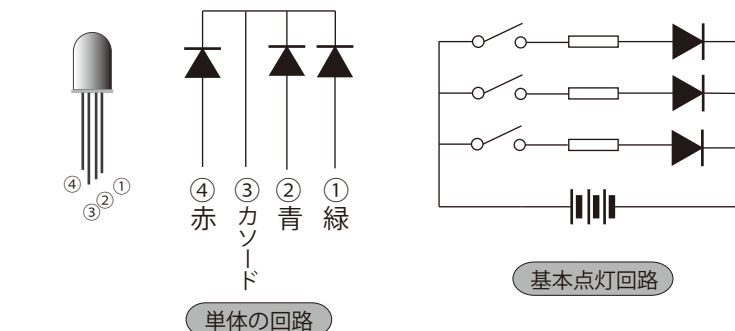 ④
①
②
③
④ 赤
③ カソード
② 青
① 緑
単体の回路
基本点灯回路